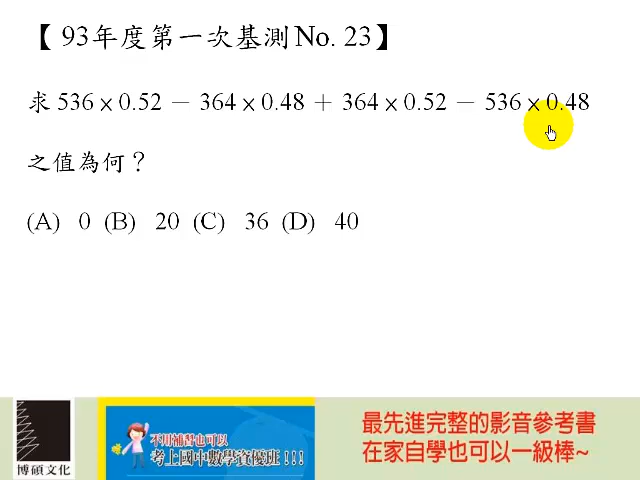 【 93年度第一次基測No. 23】
求 536 × 0.52 − 364 × 0.48 + 364 × 0.52 − 536 × 0.48
之值為何？
(A) 0 (B) 20 (C) 36 (D) 40
博碩文化
不用補習也可以
考上國中數學資優班!!!
最先進完整的影音參考書
在家自學也可以一級棒~